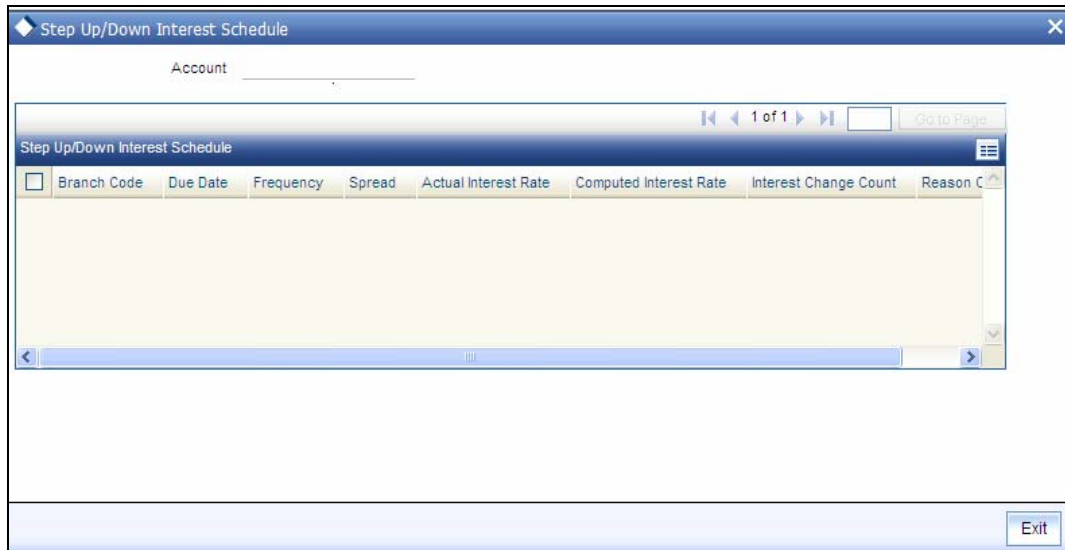 Step Up/Down Interest Schedule
Account
1 of 1 Go to Page
Step Up/Down Interest Schedule
Branch Code Due Date Frequency Spread Actual Interest Rate Computed Interest Rate Interest Change Count Reason
Exit